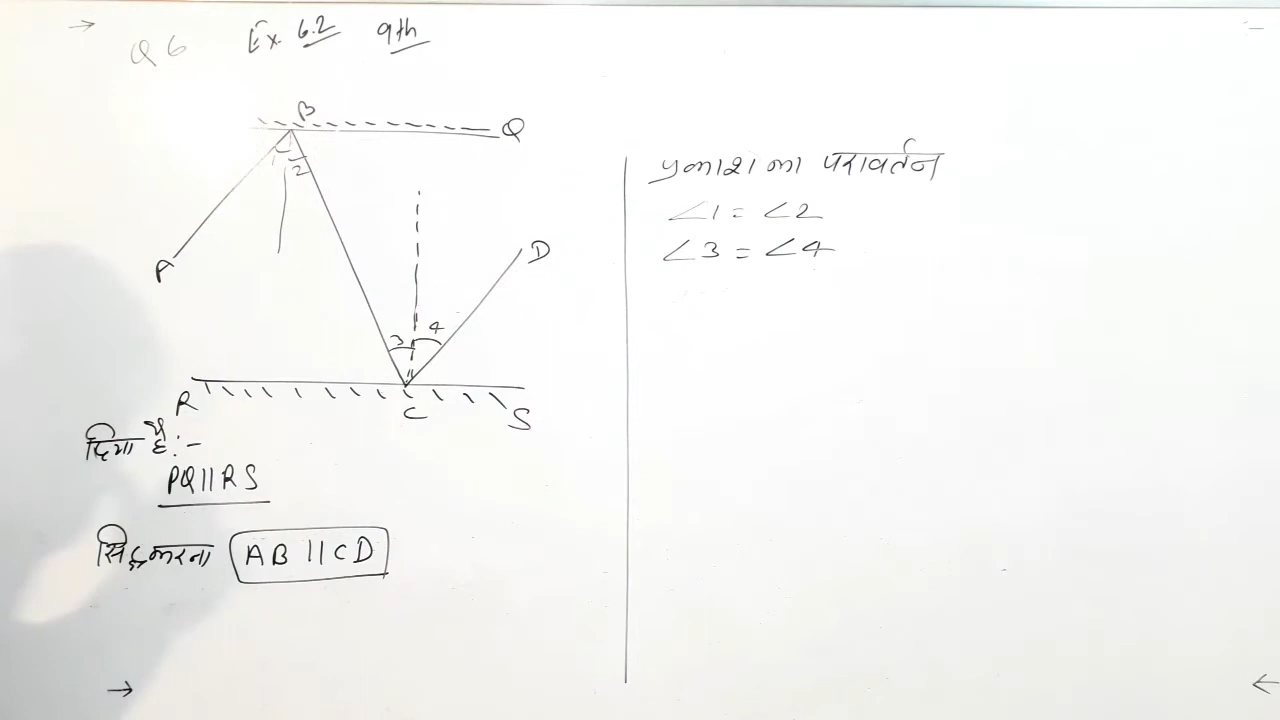 Q 6 Ex. 6.2 9th
B
Q
1
2
A
D
3
4
R
C
S
दिया है :-
PQ || RS
सिद्ध करना AB || CD
प्रकाश का परावर्तन
∠1 = ∠2
∠3 = ∠4